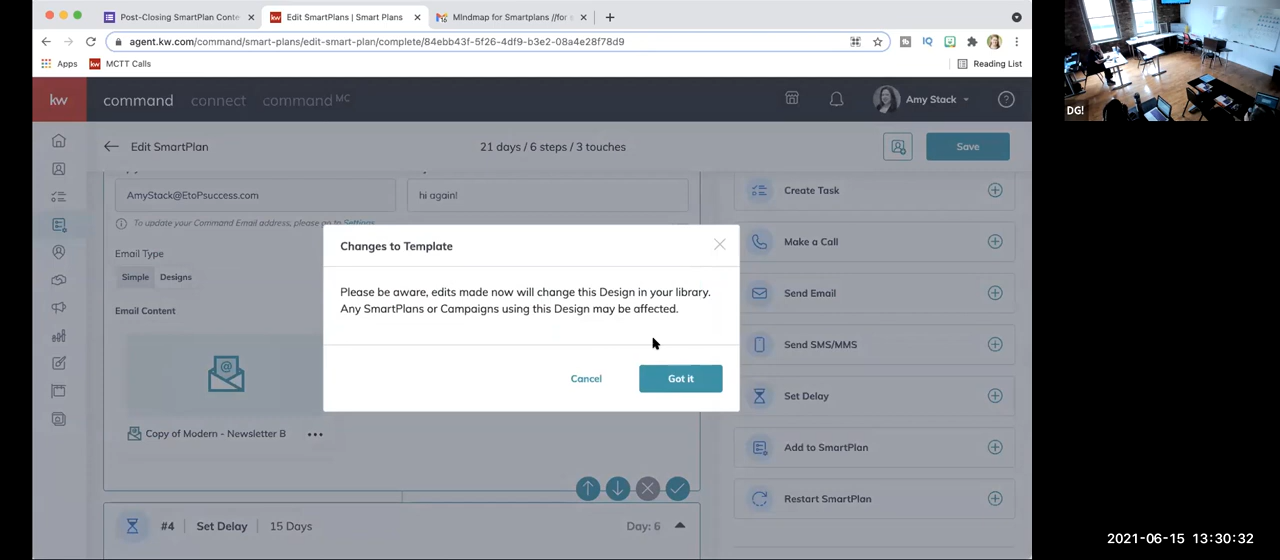 Post-Closing SmartPlan Conte
Edit SmartPlans | Smart Plans
MIndmap for Smartplans //for s
agent.kw.com/command/smart-plans/edit-smart-plan/complete/84ebb43f-5f26-4df9-b3e2-08a4e28f78d9
Apps
MCTT Calls
Reading List
kw
command
connect
command MC
Amy Stack
Edit SmartPlan
21 days / 6 steps / 3 touches
Save
AmyStack@EtoPsuccess.com
hi again!
To update your Command Email address, please go to Settings
Email Type
Simple
Designs
Email Content
Copy of Modern - Newsletter B
#4
Set Delay
15 Days
Day: 6
Changes to Template
Please be aware, edits made now will change this Design in your library.
Any SmartPlans or Campaigns using this Design may be affected.
Cancel
Got it
Create Task
Make a Call
Send Email
Send SMS/MMS
Set Delay
Add to SmartPlan
Restart SmartPlan
DG!
2021-06-15 13:30:32